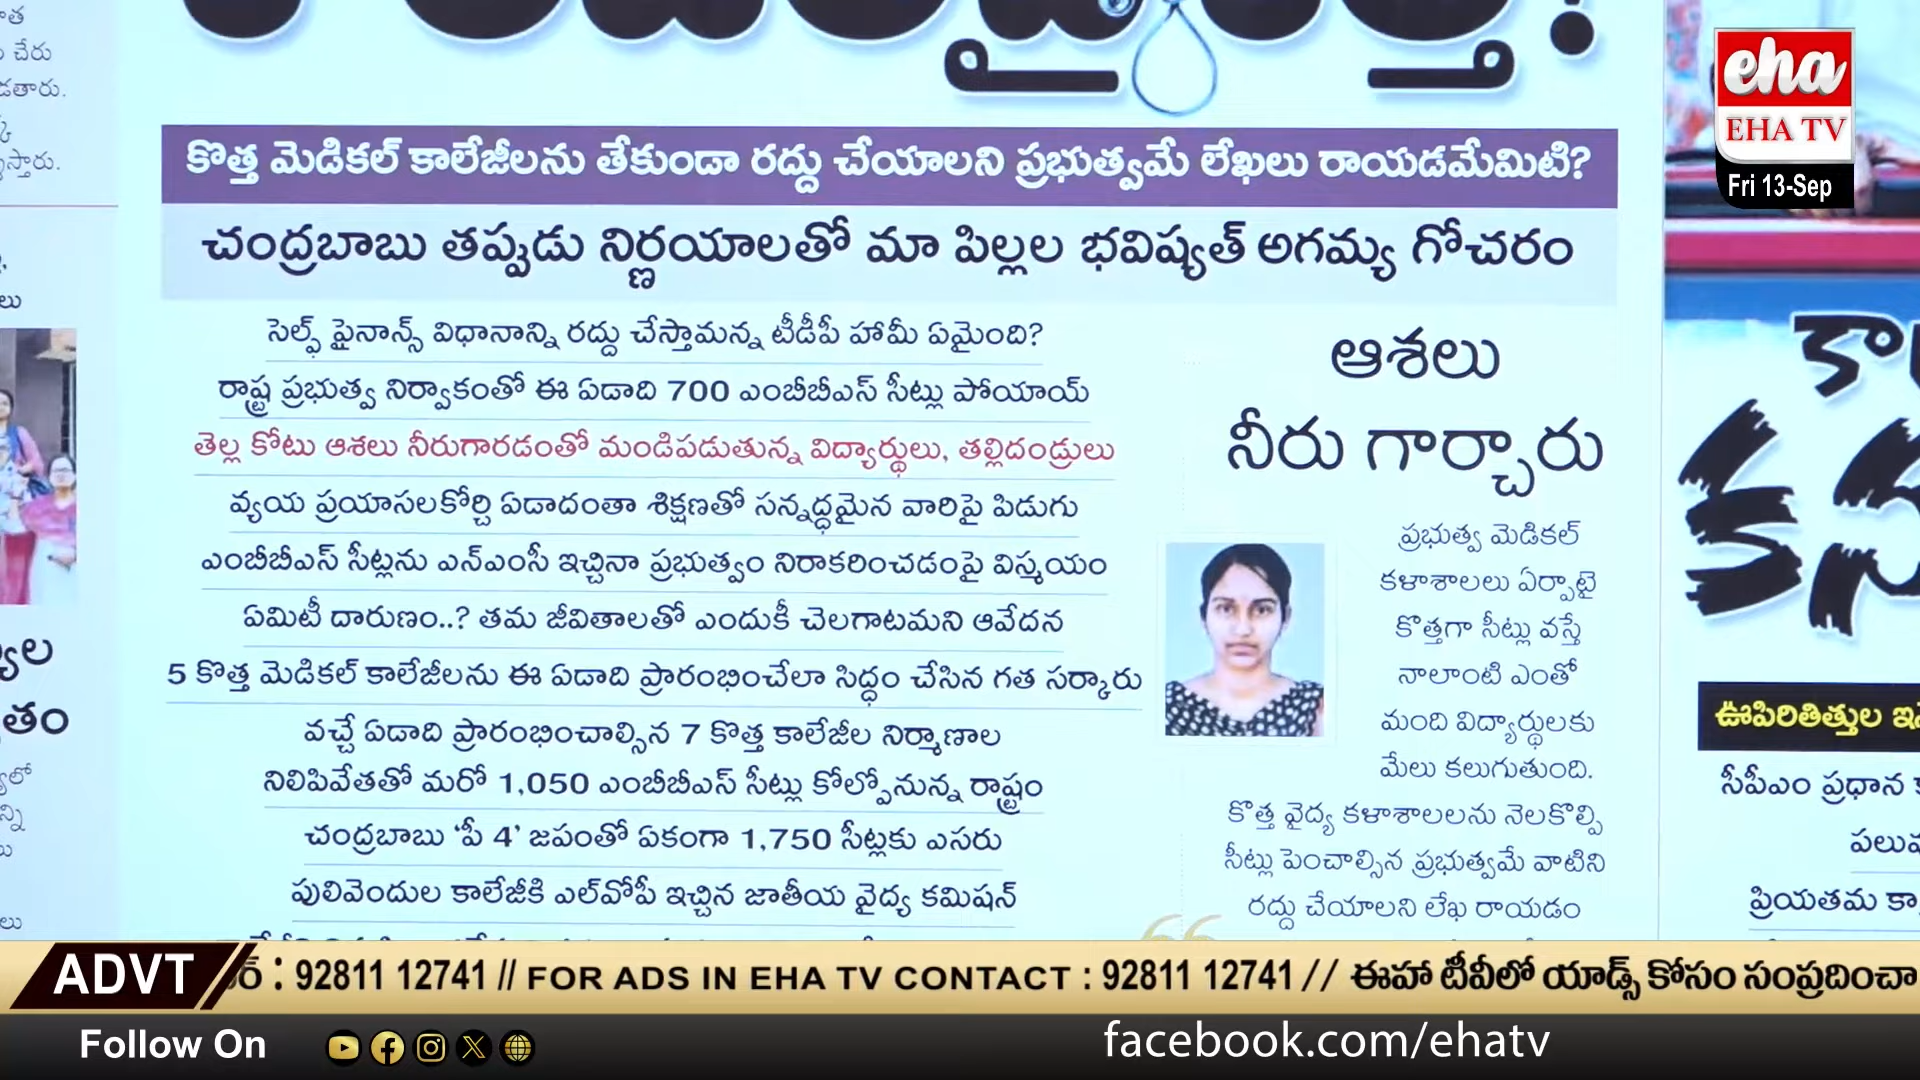 చేరు
డతారు.
స్తారు.
eha
EHA TV
Fri 13-Sep
కొత్త మెడికల్ కాలేజీలను తేకుండా రద్దు చేయాలని ప్రభుత్వమే లేఖలు రాయడమేమిటి?
చంద్రబాబు తప్పుడు నిర్ణయాలతో మా పిల్లల భవిష్యత్ అగమ్య గోచరం
సెల్ఫ్ ఫైనాన్స్ విధానాన్ని రద్దు చేస్తామన్న టీడీపీ హామీ ఏమైంది?
రాష్ట్ర ప్రభుత్వ నిర్వాకంతో ఈ ఏడాది 700 ఎంబీబీఎస్ సీట్లు పోయాయ్
తెల్ల కోటు ఆశలు నీరుగారడంతో మండిపడుతున్న విద్యార్థులు, తల్లిదండ్రులు
వ్యయ ప్రయాసలకోర్చి ఏడాదంతా శిక్షణతో సన్నద్ధమైన వారిపై పిడుగు
ఎంబీబీఎస్ సీట్లను ఎన్ఎంసీ ఇచ్చినా ప్రభుత్వం నిరాకరించడంపై విస్మయం
ఏమిటీ దారుణం..? తమ జీవితాలతో ఎందుకీ చెలగాటమని ఆవేదన
5 కొత్త మెడికల్ కాలేజీలను ఈ ఏడాది ప్రారంభించేలా సిద్ధం చేసిన గత సర్కారు
వచ్చే ఏడాది ప్రారంభించాల్సిన 7 కొత్త కాలేజీల నిర్మాణాల
నిలిపివేతతో మరో 1,050 ఎంబీబీఎస్ సీట్లు కోల్పోనున్న రాష్ట్రం
చంద్రబాబు ‘పీ 4’ జపంతో ఏకంగా 1,750 సీట్లకు ఎసరు
పులివెందుల కాలేజీకి ఎల్‌వోపీ ఇచ్చిన జాతీయ వైద్య కమిషన్
ఆశలు
నీరు గార్చారు
ప్రభుత్వ మెడికల్
కళాశాలలు ఏర్పాటై
కొత్తగా సీట్లు వస్తే
నాలాంటి ఎంతో
మంది విద్యార్థులకు
మేలు కలుగుతుంది.
కొత్త వైద్య కళాశాలలను నెలకొల్పి
సీట్లు పెంచాల్సిన ప్రభుత్వమే వాటిని
రద్దు చేయాలని లేఖ రాయడం
ఊపిరితిత్తుల
సీపీఎం ప్రధాన
ప్రియతమ
ADVT
: 92811 12741 // FOR ADS IN EHA TV CONTACT : 92811 12741 // ఈహా టీవీలో యాడ్స్ కోసం సంప్రదించా
Follow On
facebook.com/ehatv